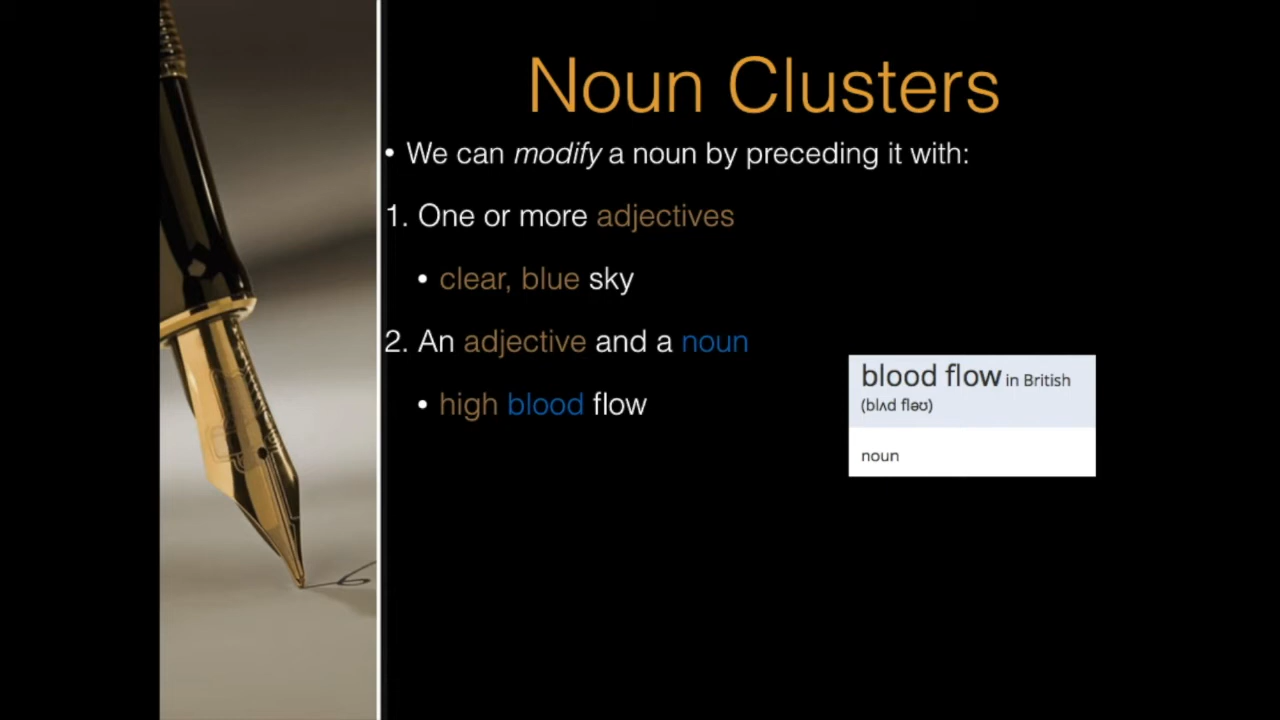 Noun Clusters
• We can modify a noun by preceding it with:
1. One or more adjectives
• clear, blue sky
2. An adjective and a noun
• high blood flow
blood flow in British
(blʌd fləʊ)
noun